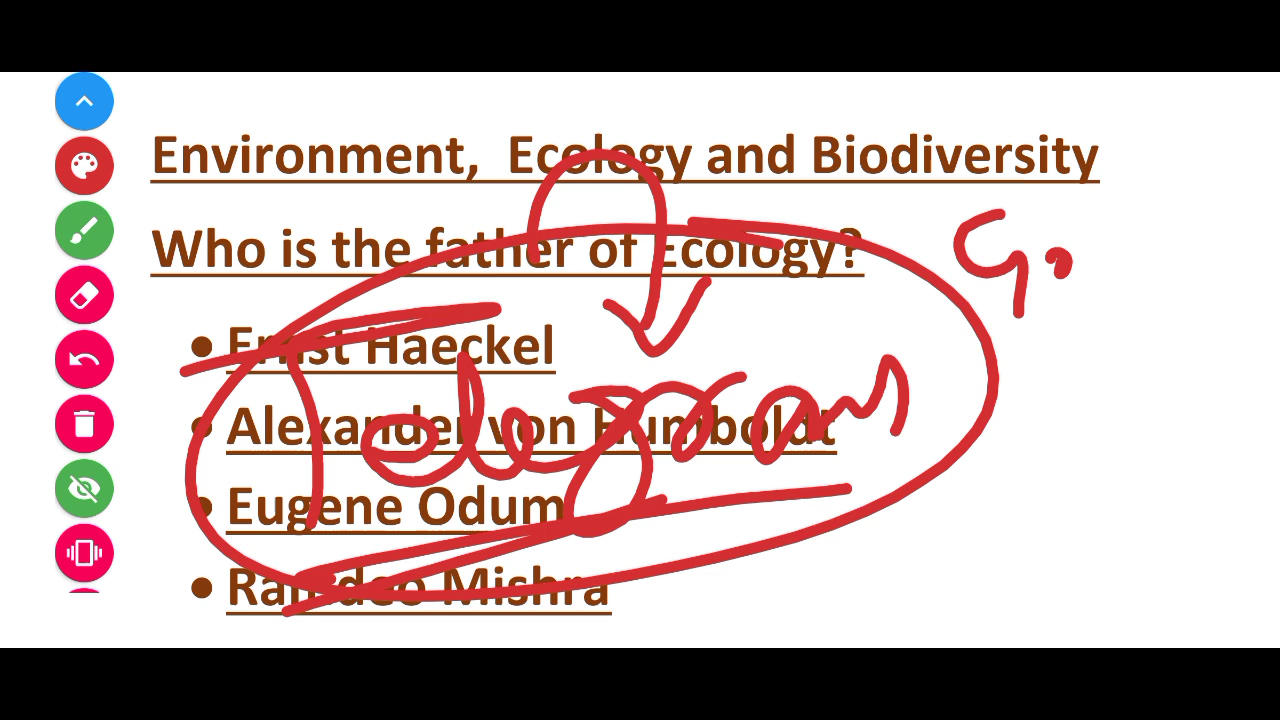 Environment, Ecology and Biodiversity
Who is the father of Ecology?
• Ernst Haeckel
• Alexander von Humboldt
• Eugene Odum
• Ramdeo Mishra
Telegram